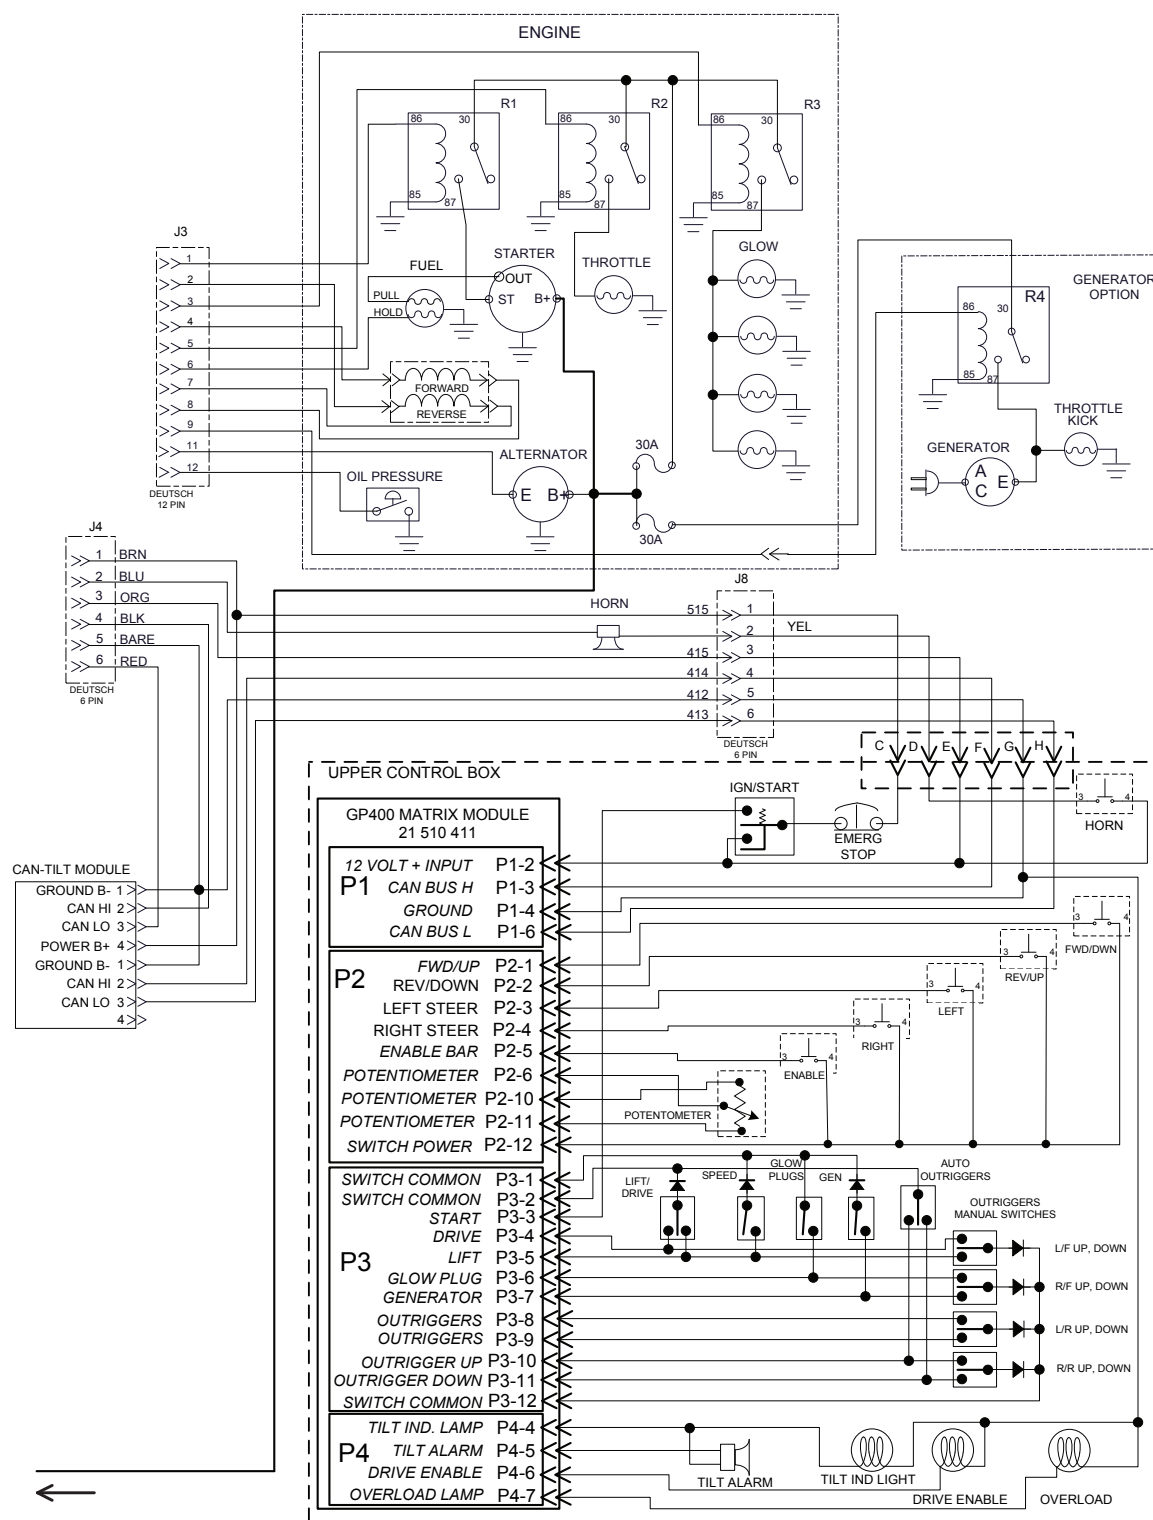 ENGINE
R1
86
30
85
87
R2
86
30
85
87
R3
86
30
85
87
J3
1
2
3
4
5
6
7
8
9
11
12
DEUTSCH
12 PIN
FUEL
PULL
HOLD
STARTER
OUT
ST
B+
THROTTLE
GLOW
FORWARD
REVERSE
ALTERNATOR
E
B+
OIL PRESSURE
30A
30A
GENERATOR
OPTION
R4
86
30
85
87
THROTTLE
KICK
GENERATOR
A
C
E
J4
1 BRN
2 BLU
3 ORG
4 BLK
5 BARE
6 RED
DEUTSCH
6 PIN
HORN
J8
515 1
2 YEL
415 3
414 4
412 5
413 6
DEUTSCH
6 PIN
C D E F G H
UPPER CONTROL BOX
IGN/START
EMERG
STOP
3 4
HORN
GP400 MATRIX MODULE
21 510 411
P1
12 VOLT + INPUT P1-2
CAN BUS H P1-3
GROUND P1-4
CAN BUS L P1-6
CAN-TILT MODULE
GROUND B- 1
CAN HI 2
CAN LO 3
POWER B+ 4
GROUND B- 1
CAN HI 2
CAN LO 3
4
P2
FWD/UP P2-1
REV/DOWN P2-2
LEFT STEER P2-3
RIGHT STEER P2-4
ENABLE BAR P2-5
POTENTIOMETER P2-6
POTENTIOMETER P2-10
POTENTIOMETER P2-11
SWITCH POWER P2-12
3 4
FWD/DWN
3 4
REV/UP
3 4
LEFT
3 4
RIGHT
3 4
ENABLE
POTENTOMETER
P3
SWITCH COMMON P3-1
SWITCH COMMON P3-2
START P3-3
DRIVE P3-4
LIFT P3-5
GLOW PLUG P3-6
GENERATOR P3-7
OUTRIGGERS P3-8
OUTRIGGERS P3-9
OUTRIGGER UP P3-10
OUTRIGGER DOWN P3-11
SWITCH COMMON P3-12
LIFT/
DRIVE
SPEED
GLOW
PLUGS
GEN
AUTO
OUTRIGGERS
OUTRIGGERS
MANUAL SWITCHES
L/F UP, DOWN
R/F UP, DOWN
L/R UP, DOWN
R/R UP, DOWN
P4
TILT IND. LAMP P4-4
TILT ALARM P4-5
DRIVE ENABLE P4-6
OVERLOAD LAMP P4-7
TILT ALARM
TILT IND LIGHT
DRIVE ENABLE
OVERLOAD